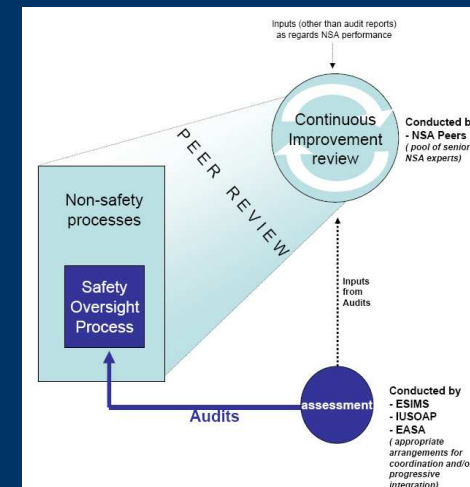 Inputs (other than audit reports)
as regards NSA performance
Continuous
Improvement
review
Conducted b
- NSA Peers
( pool of senior
NSA experts)
PEER REVIEW
Non-safety
processes
Safety
Oversight
Process
Inputs
from
Audits
assessment
Audits
Conducted by
- ESIMS
- IUSOAP
- EASA
( appropriate
arrangements for
coordination and/o
progressive
integration)